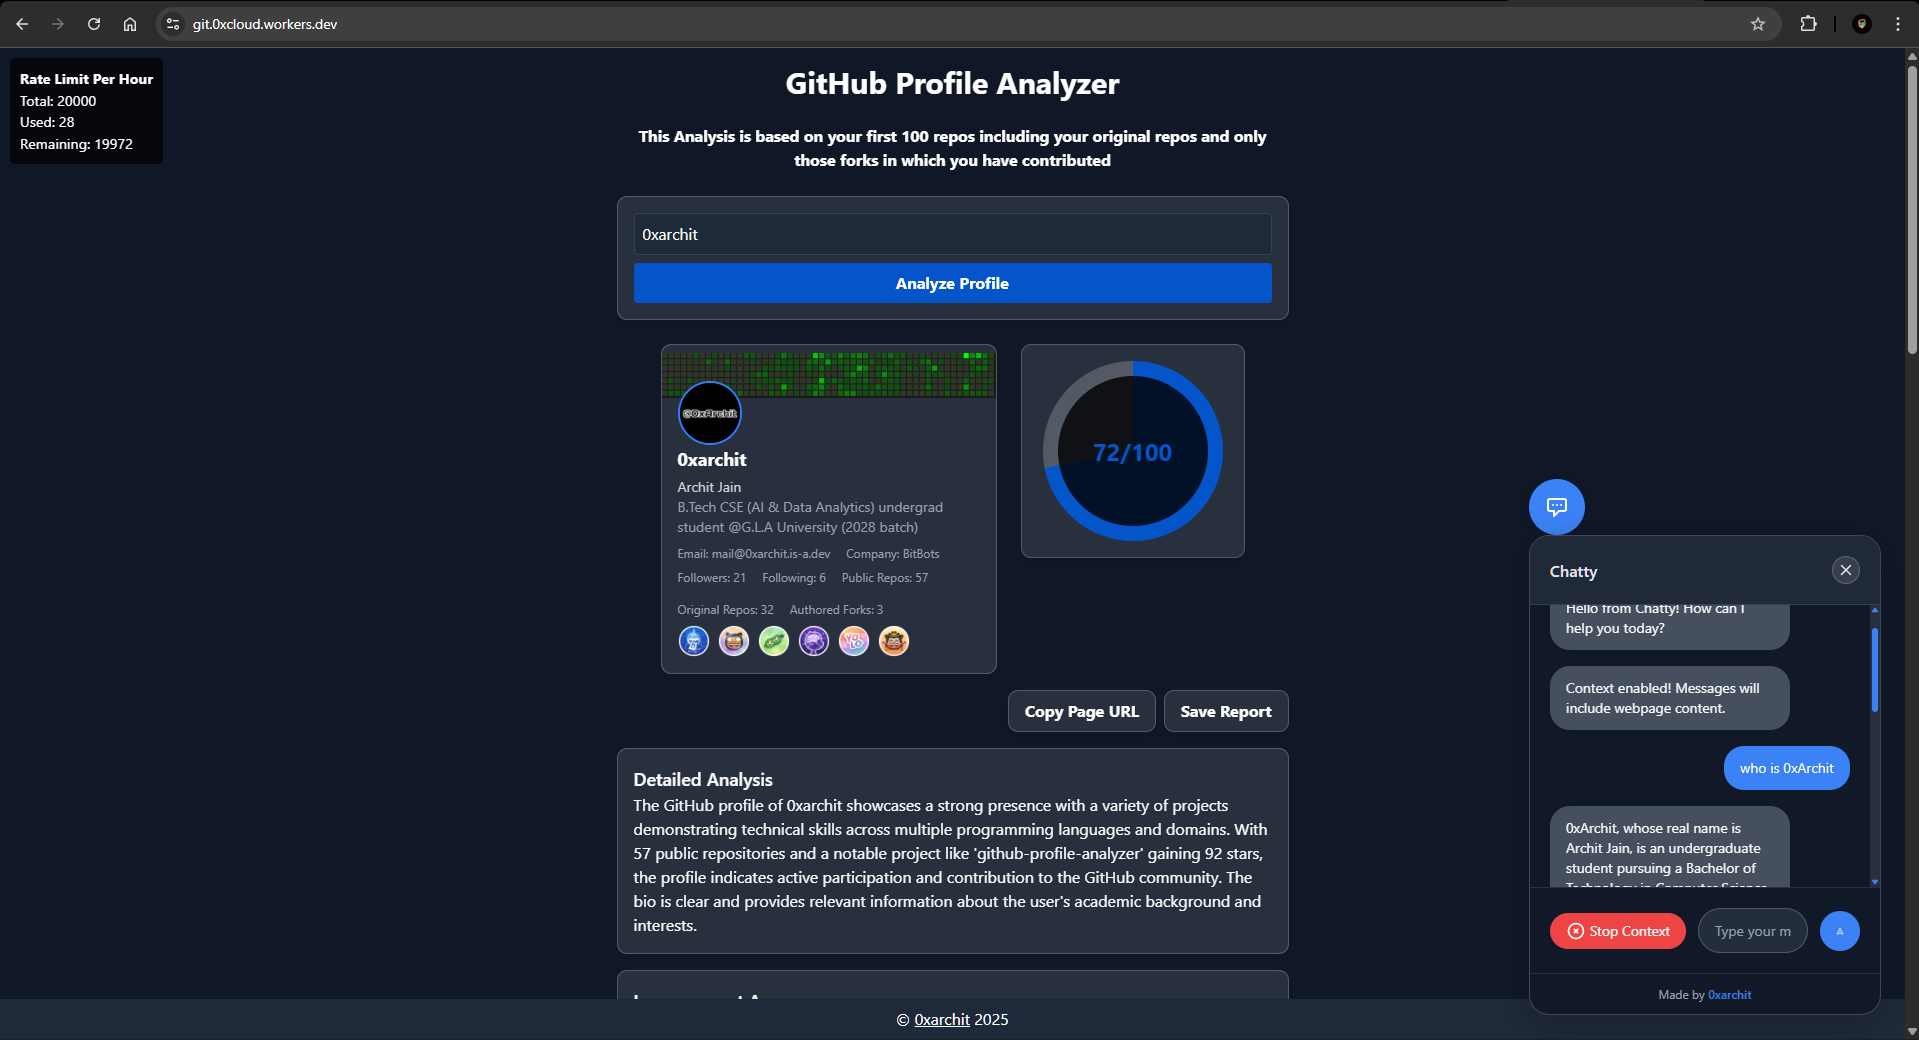 git.0xcloud.workers.dev
Rate Limit Per Hour
Total: 20000
Used: 28
Remaining: 19972
GitHub Profile Analyzer
This Analysis is based on your first 100 repos including your original repos and only
those forks in which you have contributed
0xarchit
Analyze Profile
@0xArchit
0xarchit
Archit Jain
B.Tech CSE (AI & Data Analytics) undergrad
student @G.L.A University (2028 batch)
Email: mail@0xarchit.is-a.dev Company: BitBots
Followers: 21 Following: 6 Public Repos: 57
Original Repos: 32 Authored Forks: 3
YOLO
72/100
Copy Page URL
Save Report
Detailed Analysis
The GitHub profile of 0xarchit showcases a strong presence with a variety of projects
demonstrating technical skills across multiple programming languages and domains. With
57 public repositories and a notable project like 'github-profile-analyzer' gaining 92 stars,
the profile indicates active participation and contribution to the GitHub community. The
bio is clear and provides relevant information about the user's academic background and
interests.
© 0xarchit 2025
Chatty
Hello from Chatty! How can I
help you today?
Context enabled! Messages will
include webpage content.
who is 0xArchit
0xArchit, whose real name is
Archit Jain, is an undergraduate
student pursuing a Bachelor of
Technology in Computer Science
Stop Context
Type your m
Made by 0xarchit